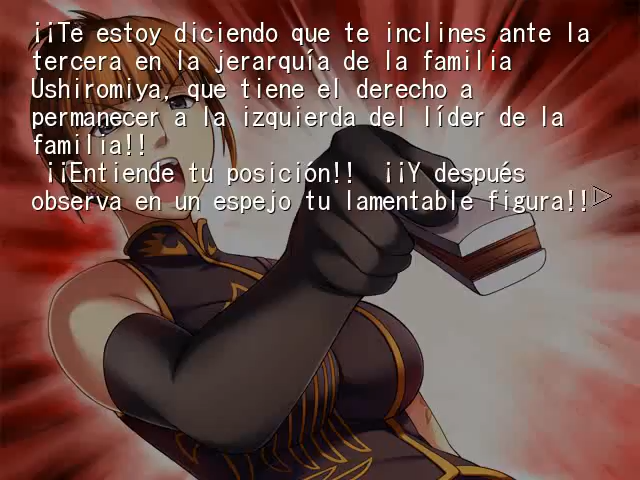 ¡¡Te estoy diciendo que te inclines ante la
tercera en la jerarquía de la familia
Ushiromiya, que tiene el derecho a
permanecer a la izquierda del líder de la
familia!!
¡¡Entiende tu posición!! ¡¡Y después
observa en un espejo tu lamentable figura!!